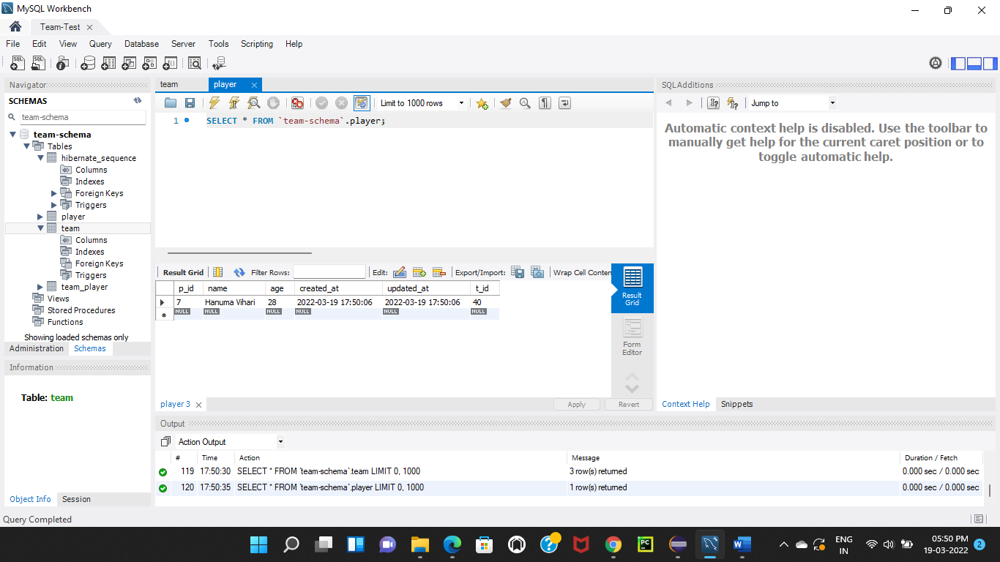 MySQL Workbench
Team-Test
File Edit View Query Database Server Tools Scripting Help
Navigator
SCHEMAS
team-schema
team-schema
Tables
hibernate_sequence
Columns
Indexes
Foreign Keys
Triggers
player
team
Columns
Indexes
Foreign Keys
Triggers
team_player
Views
Stored Procedures
Functions
Showing loaded schemas only
Administration Schemas
Information
Table: team
Object Info Session
team player
Limit to 1000 rows
1 SELECT * FROM `team-schema`.player;
Result Grid Filter Rows: Edit: Export/Import: Wrap Cell Conten
p_id name age created_at updated_at t_id
7 Hanuma Vihari 28 2022-03-19 17:50:06 2022-03-19 17:50:06 40
NULL NULL NULL NULL NULL NULL
Result
Grid
Form
Editor
player 3 Apply Revert
SQLAdditions
Jump to
Automatic context help is disabled. Use the toolbar to
manually get help for the current caret position or to
toggle automatic help.
Context Help Snippets
Output
Action Output
# Time Action Message Duration / Fetch
119 17:50:30 SELECT * FROM `team-schema`.team LIMIT 0, 1000 3 row(s) returned 0.000 sec / 0.000 sec
120 17:50:35 SELECT * FROM `team-schema`.player LIMIT 0, 1000 1 row(s) returned 0.000 sec / 0.000 sec
Query Completed
ENG
IN
05:50 PM
19-03-2022
2